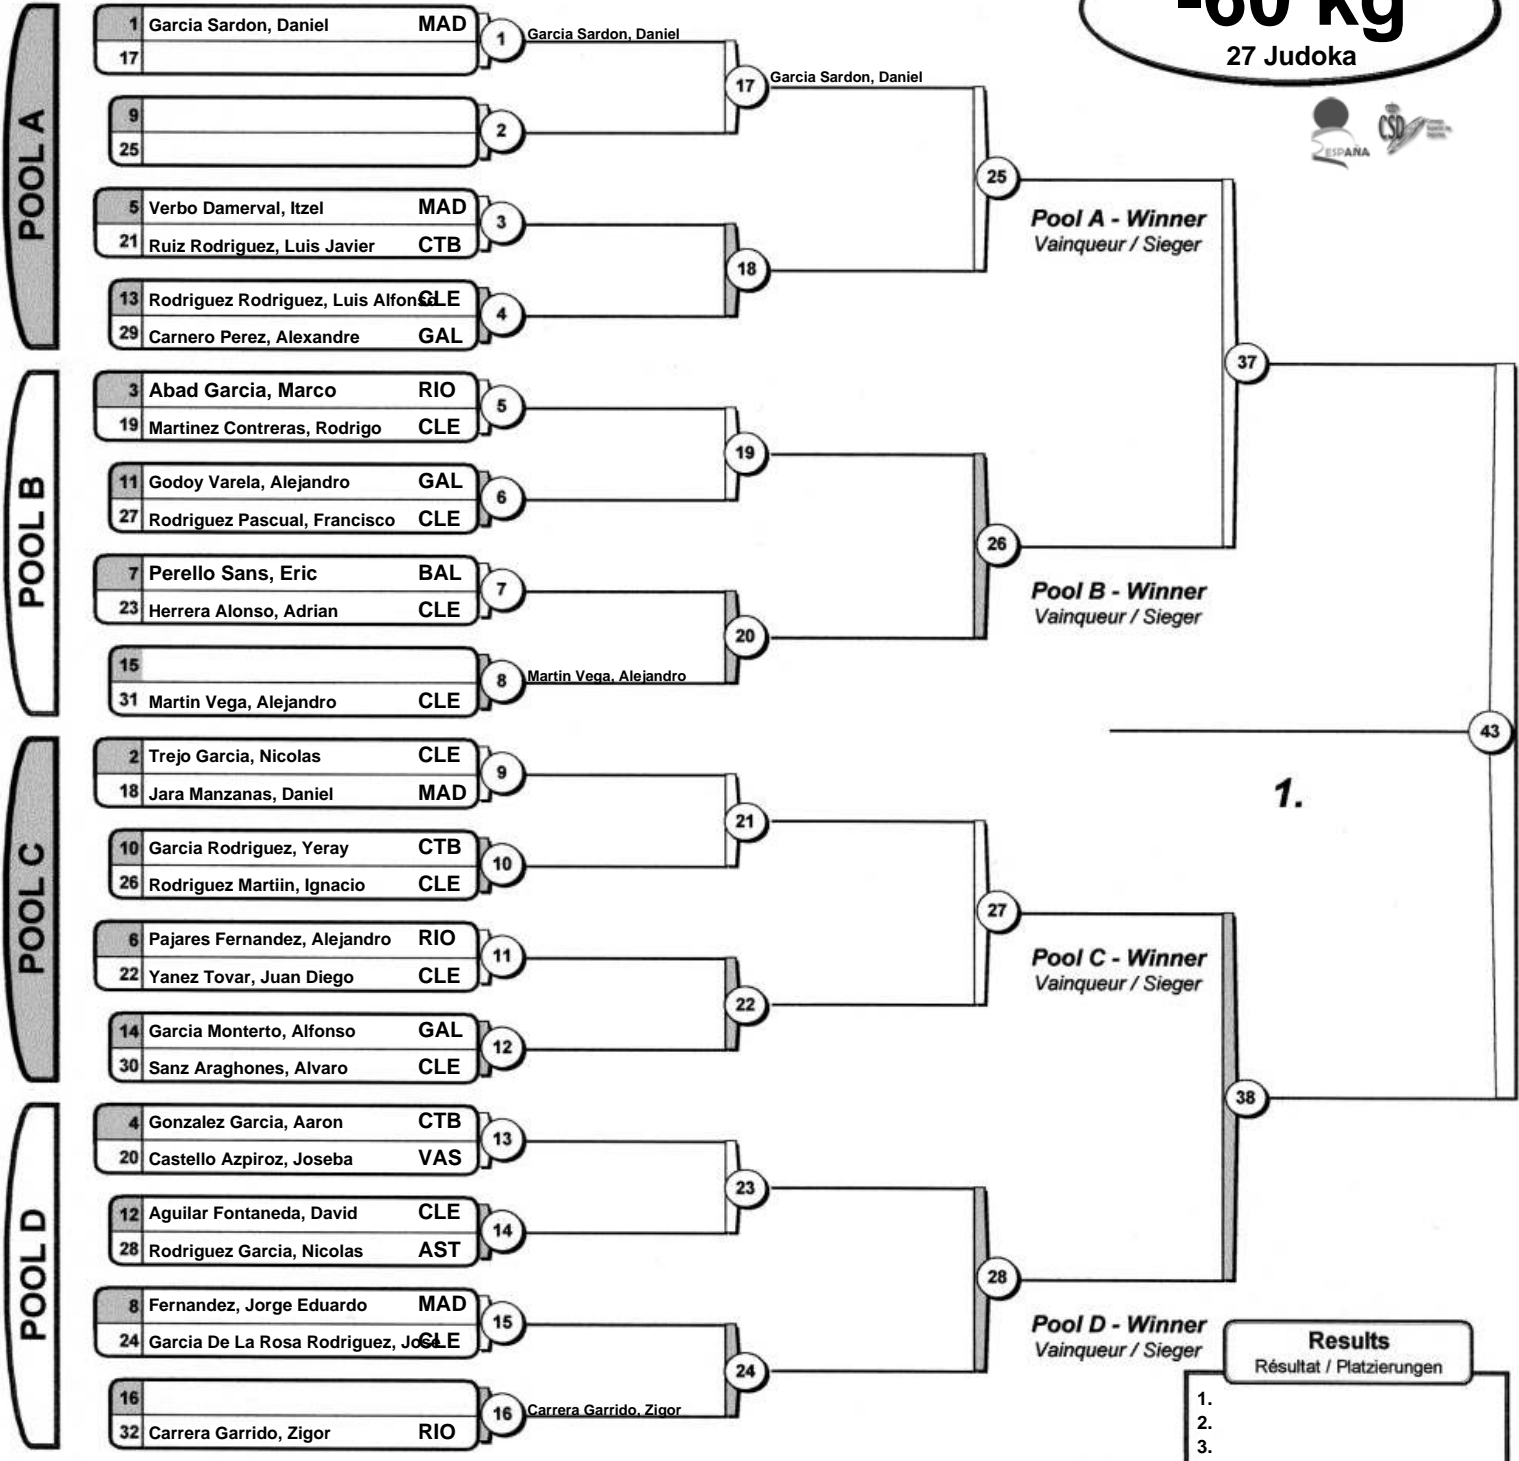 -60 kg
27 Judoka
ESPAÑA
CSD
POOL A
1 Garcia Sardon, Daniel MAD
17
1 Garcia Sardon, Daniel
17 Garcia Sardon, Daniel
9
25
2
5 Verbo Damerval, Itzel MAD
21 Ruiz Rodriguez, Luis Javier CTB
3
18
25
13 Rodriguez Rodriguez, Luis Alfonso CLE
29 Carnero Perez, Alexandre GAL
4
Pool A - Winner
Vainqueur / Sieger
37
POOL B
3 Abad Garcia, Marco RIO
19 Martinez Contreras, Rodrigo CLE
5
19
11 Godoy Varela, Alejandro GAL
27 Rodriguez Pascual, Francisco CLE
6
26
7 Perello Sans, Eric BAL
23 Herrera Alonso, Adrian CLE
7
20
Pool B - Winner
Vainqueur / Sieger
15
31 Martin Vega, Alejandro CLE
8 Martin Vega, Alejandro
43
1.
POOL C
2 Trejo Garcia, Nicolas CLE
18 Jara Manzanas, Daniel MAD
9
21
10 Garcia Rodriguez, Yeray CTB
26 Rodriguez Martiin, Ignacio CLE
10
27
6 Pajares Fernandez, Alejandro RIO
22 Yanez Tovar, Juan Diego CLE
11
22
Pool C - Winner
Vainqueur / Sieger
14 Garcia Monterto, Alfonso GAL
30 Sanz Araghones, Alvaro CLE
12
38
POOL D
4 Gonzalez Garcia, Aaron CTB
20 Castello Azpiroz, Joseba VAS
13
23
12 Aguilar Fontaneda, David CLE
28 Rodriguez Garcia, Nicolas AST
14
28
8 Fernandez, Jorge Eduardo MAD
24 Garcia De La Rosa Rodriguez, Jose CLE
15
24
Pool D - Winner
Vainqueur / Sieger
16
32 Carrera Garrido, Zigor RIO
16 Carrera Garrido, Zigor
Results
Résultat / Platzierungen
1.
2.
3.